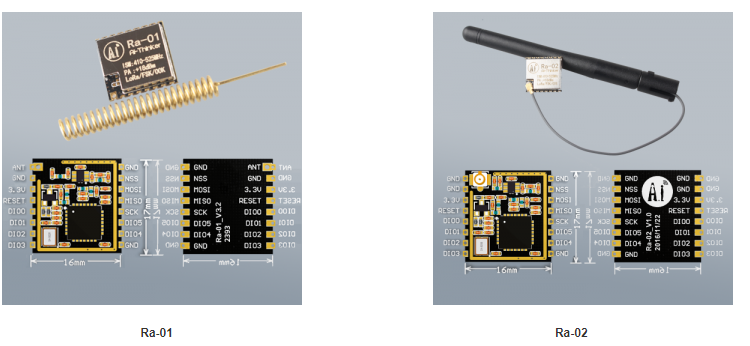 Ai
Ra-01
Ai-Thinker
ISM:410-525MHz
PA:+18dBm
LoRa/FSK/OOK
ANT
GND
3.3V
RESET
DIO0
DIO1
DIO2
DIO3
GND
NSS
MOSI
MISO
SCK
DIO5
DIO4
GND
17mm
16mm
GND
NSS
MOSI
MISO
SCK
DIO5
DIO4
GND
Ra-01_V3.2
2393
ANT
GND
3.3V
RESET
DIO0
DIO1
DIO2
DIO3
16mm
Ra-01
Ai
Ra-02
GND
GND
3.3V
RESET
DIO0
DIO1
DIO2
DIO3
GND
NSS
MOSI
MISO
SCK
DIO5
DIO4
GND
17mm
16mm
GND
NSS
MOSI
MISO
SCK
DIO5
DIO4
GND
Ai
Ra-02_V1.0
2016/11/22
GND
GND
3.3V
RESET
DIO0
DIO1
DIO2
DIO3
16mm
Ra-02